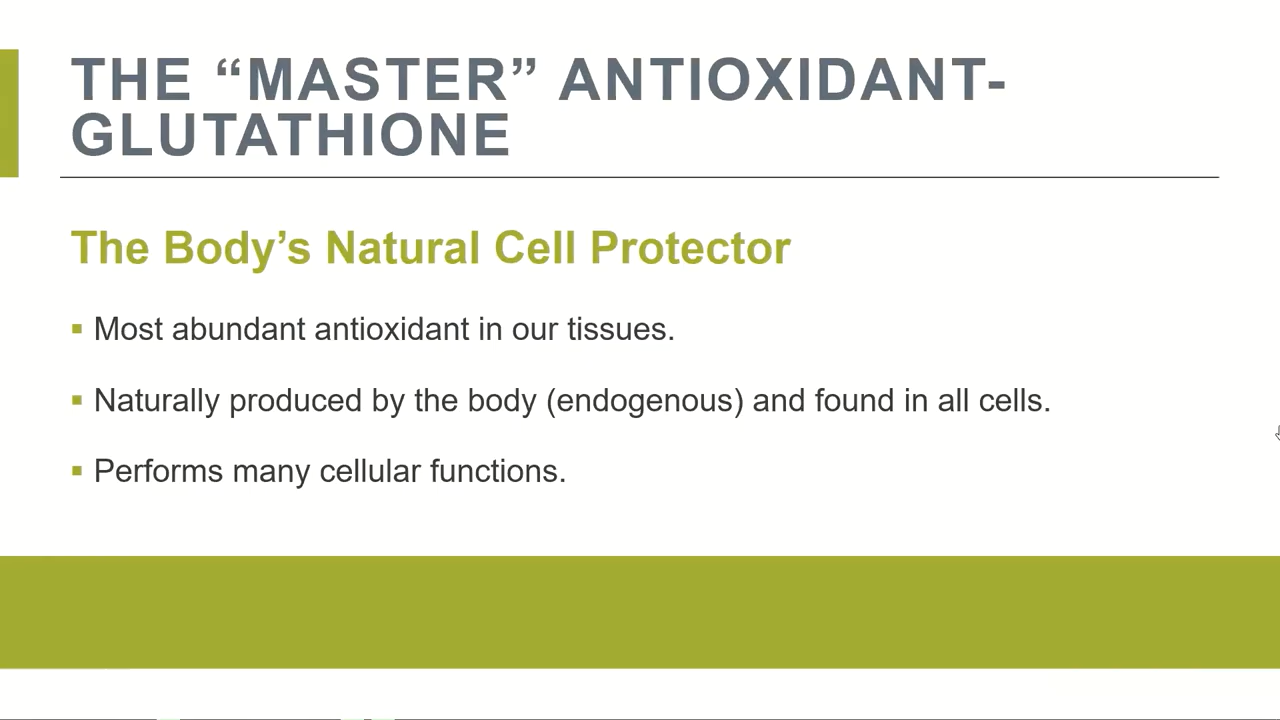 THE “MASTER” ANTIOXIDANT-
GLUTATHIONE
The Body’s Natural Cell Protector
▪ Most abundant antioxidant in our tissues.
▪ Naturally produced by the body (endogenous) and found in all cells.
▪ Performs many cellular functions.